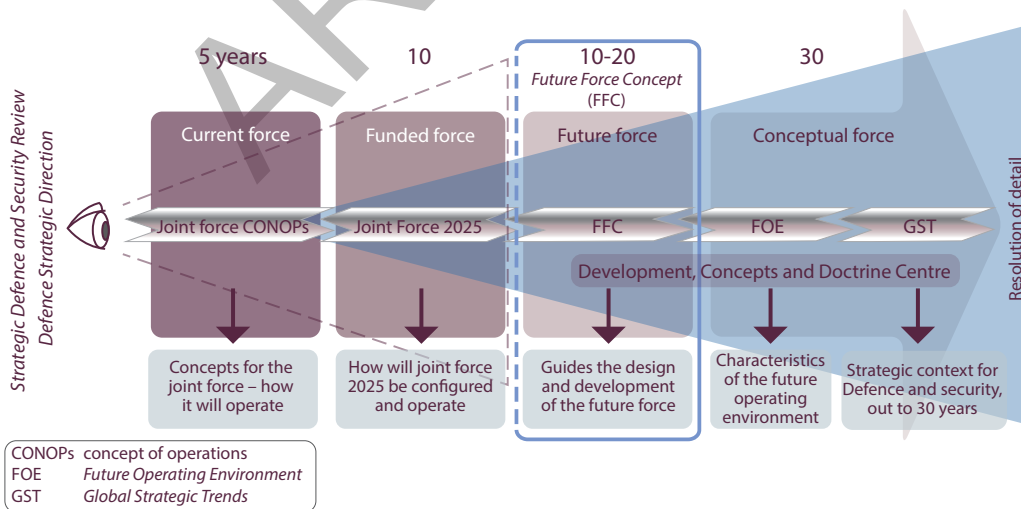 Strategic Defence and Security Review
Defence Strategic Direction
5 years
10
10-20
Future Force Concept
(FFC)
30
Current force
Funded force
Future force
Conceptual force
Joint force CONOPs
Joint Force 2025
FFC
FOE
GST
Development, Concepts and Doctrine Centre
Concepts for the
joint force – how
it will operate
How will joint force
2025 be configured
and operate
Guides the design
and development
of the future force
Characteristics
of the future
operating
environment
Strategic context for
Defence and security,
out to 30 years
Resolution of detail
CONOPs concept of operations
FOE Future Operating Environment
GST Global Strategic Trends